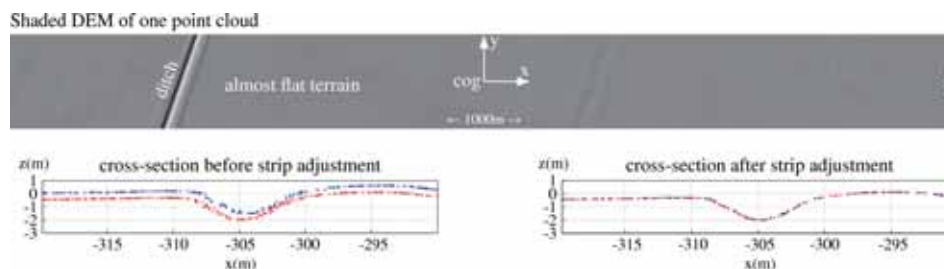 Shaded DEM of one point cloud
ditch
almost flat terrain
y
cog
x
← 1000m →
cross-section before strip adjustment
z(m)
1
0
-1
-2
-3
-315
-310
-305
-300
-295
x(m)
cross-section after strip adjustment
z(m)
1
0
-1
-2
-3
-315
-310
-305
-300
-295
x(m)